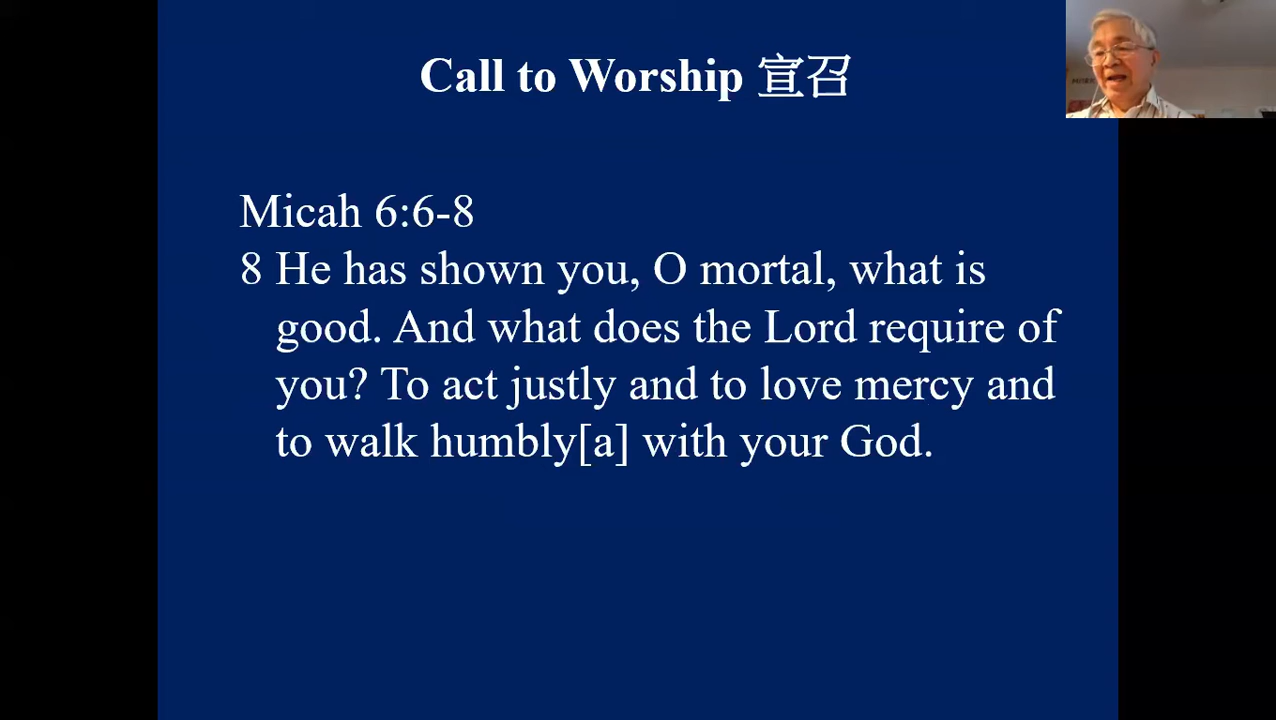 Call to Worship 宣召
Micah 6:6-8
8 He has shown you, O mortal, what is
good. And what does the Lord require of
you? To act justly and to love mercy and
to walk humbly[a] with your God.